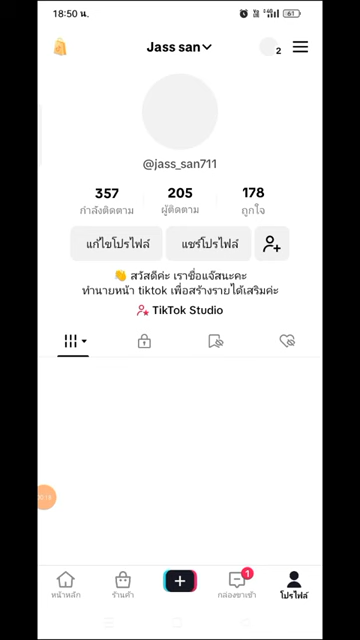 18:50 น.
61
Jass san
2
@jass_san711
357 205 178
กำลังติดตาม ผู้ติดตาม ถูกใจ
แก้ไขโปรไฟล์ แชร์โปรไฟล์
👋 สวัสดีค่ะ เราชื่อแจ๊สนะคะ
ทำนายหน้า tiktok เพื่อสร้างรายได้เสริมค่ะ
TikTok Studio
1
หน้าหลัก ร้านค้า กล่องขาเข้า โปรไฟล์